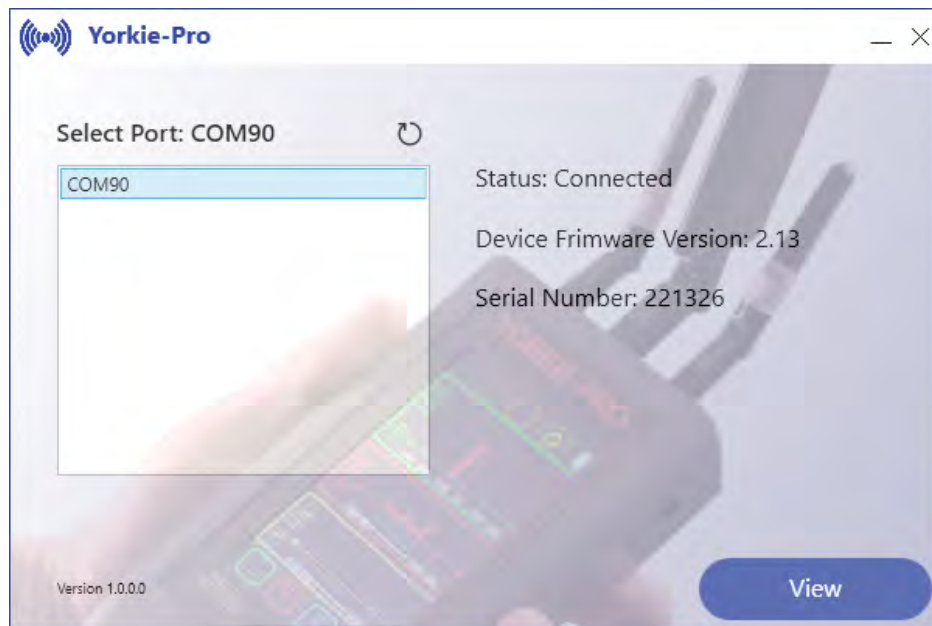 Yorkie-Pro
Select Port: COM90
COM90
Status: Connected
Device Frimware Version: 2.13
Serial Number: 221326
Version 1.0.0.0
View